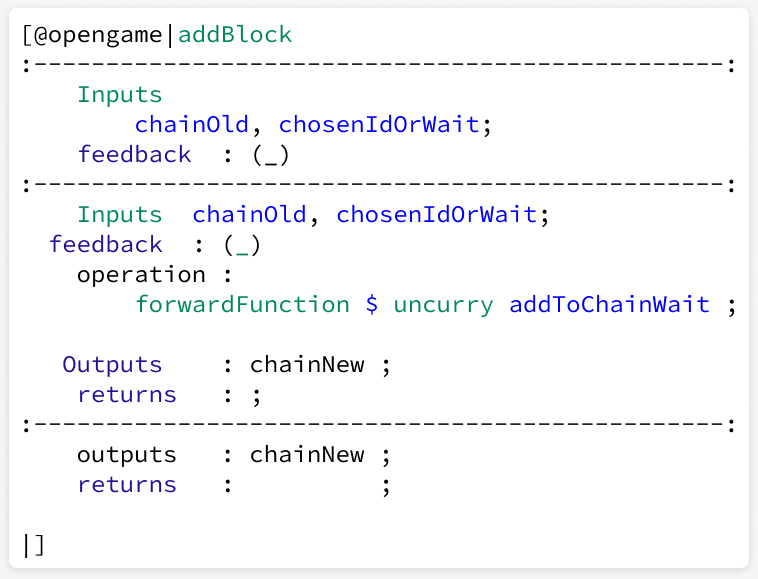 [@opengame|addBlock
:-----------------------------------------------:
    Inputs
        chainOld, chosenIdOrWait;
    feedback  : (_)
:-----------------------------------------------:
    Inputs  chainOld, chosenIdOrWait;
  feedback  : (_)
    operation :
        forwardFunction $ uncurry addToChainWait ;

   Outputs    : chainNew ;
    returns   : ;
:-----------------------------------------------:
    outputs   : chainNew ;
    returns   :          ;

|]